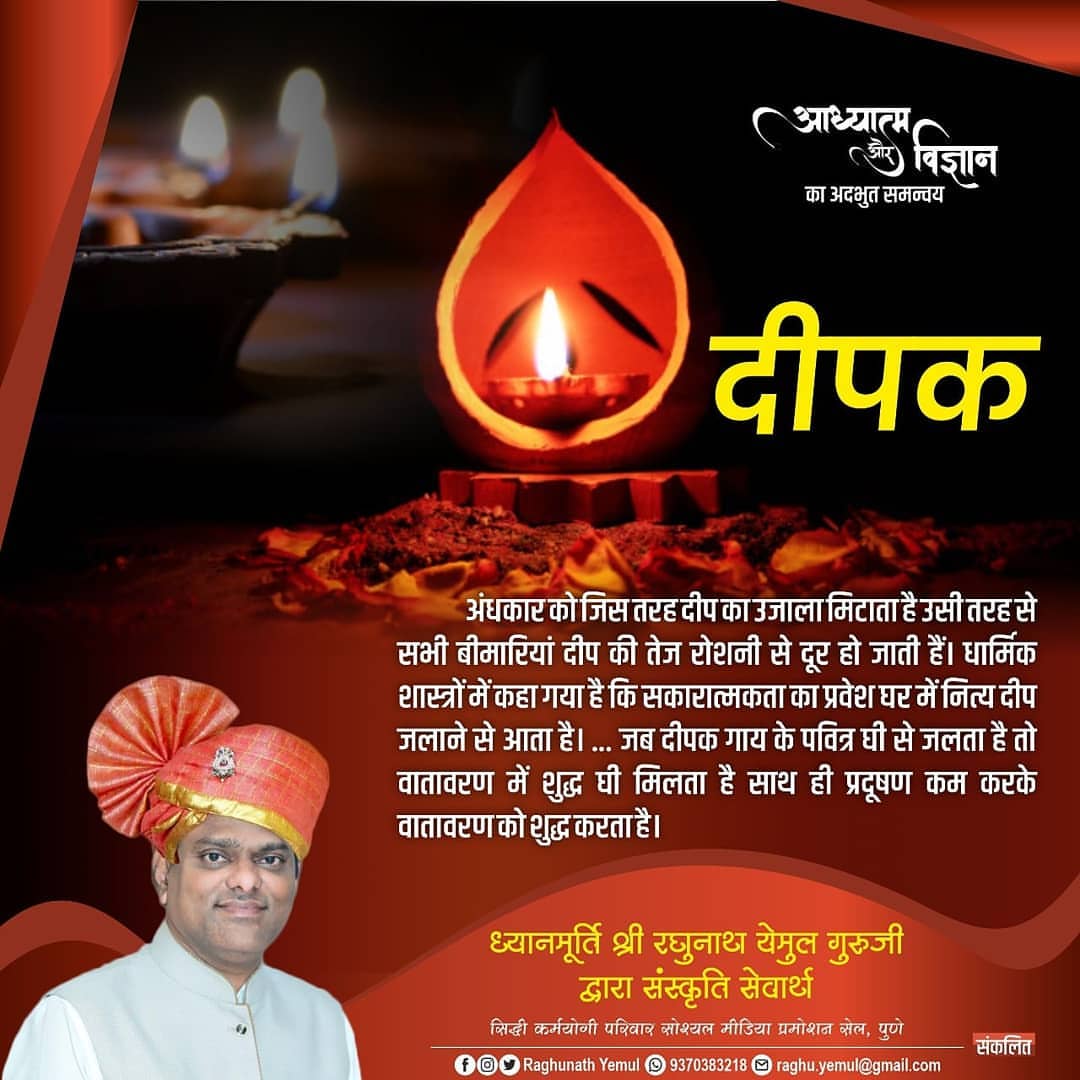 आध्यात्म
और विज्ञान
का अदभुत समन्वय
दीपक
अंधकार को जिस तरह दीप का उजाला मिटाता है उसी तरह से
सभी बीमारियां दीप की तेज रोशनी से दूर हो जाती हैं। धार्मिक
शास्त्रों में कहा गया है कि सकारात्मकता का प्रवेश घर में नित्य दीप
जलाने से आता है। ... जब दीपक गाय के पवित्र घी से जलता है तो
वातावरण में शुद्ध घी मिलता है साथ ही प्रदूषण कम करके
वातावरण को शुद्ध करता है।
ध्यानमूर्ति श्री रघुनाथ येमुल गुरुजी
द्वारा संस्कृति सेवार्थ
सिद्धी कर्मयोगी परिवार सोश्यल मीडिया प्रमोशन सेल, पुणे
संकलित
Raghunath Yemul 9370383218 raghu.yemul@gmail.com